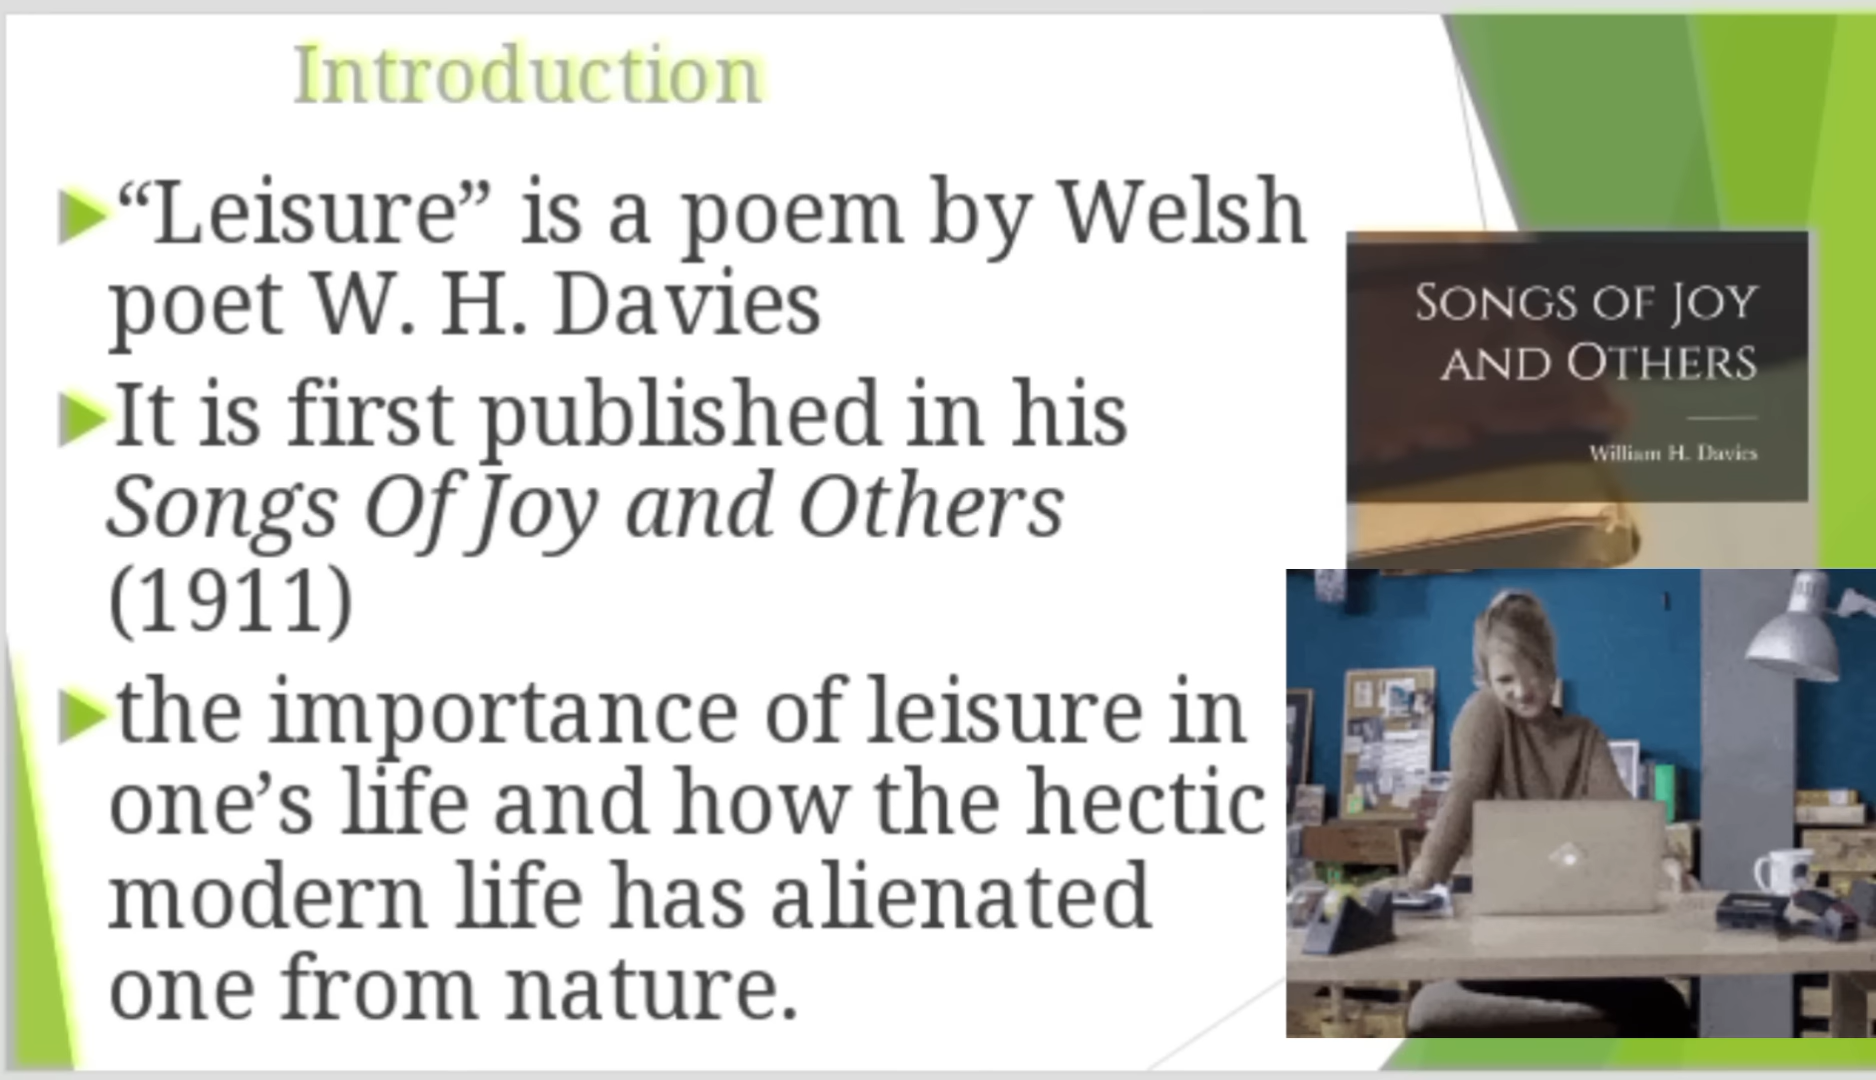 Introduction
“Leisure” is a poem by Welsh
poet W. H. Davies
It is first published in his
Songs Of Joy and Others
(1911)
the importance of leisure in
one’s life and how the hectic
modern life has alienated
one from nature.
SONGS OF JOY
AND OTHERS
William H. Davies